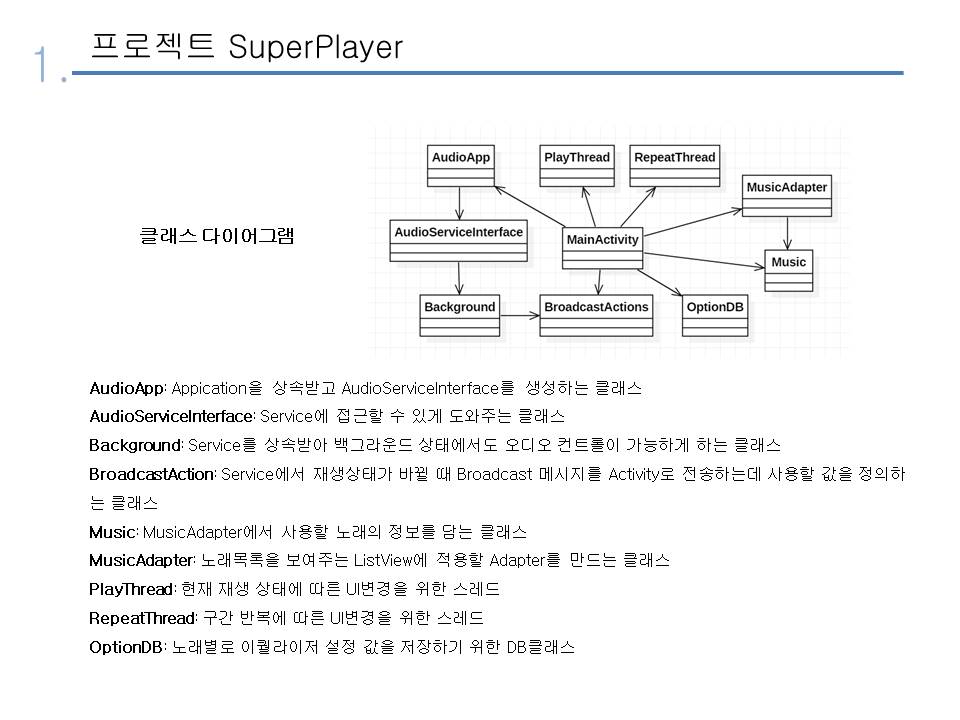 1.
프로젝트 SuperPlayer
클래스 다이어그램
AudioApp
PlayThread
RepeatThread
MusicAdapter
AudioServiceInterface
MainActivity
Music
Background
BroadcastActions
OptionDB
AudioApp: Appication을 상속받고 AudioServiceInterface를 생성하는 클래스
AudioServiceInterface: Service에 접근할 수 있게 도와주는 클래스
Background: Service를 상속받아 백그라운드 상태에서도 오디오 컨트롤이 가능하게 하는 클래스
BroadcastAction: Service에서 재생상태가 바뀔 때 Broadcast 메시지를 Activity로 전송하는데 사용할 값을 정의하
는 클래스
Music: MusicAdapter에서 사용할 노래의 정보를 담는 클래스
MusicAdapter: 노래목록을 보여주는 ListView에 적용할 Adapter를 만드는 클래스
PlayThread: 현재 재생 상태에 따른 UI변경을 위한 스레드
RepeatThread: 구간 반복에 따른 UI변경을 위한 스레드
OptionDB: 노래별로 이퀄라이저 설정 값을 저장하기 위한 DB클래스